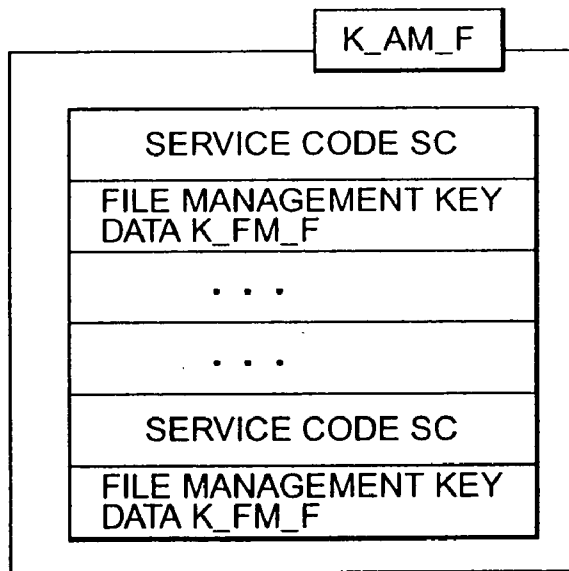 K_AM_F
SERVICE CODE SC
FILE MANAGEMENT KEY
DATA K_FM_F
. . .
. . .
SERVICE CODE SC
FILE MANAGEMENT KEY
DATA K_FM_F